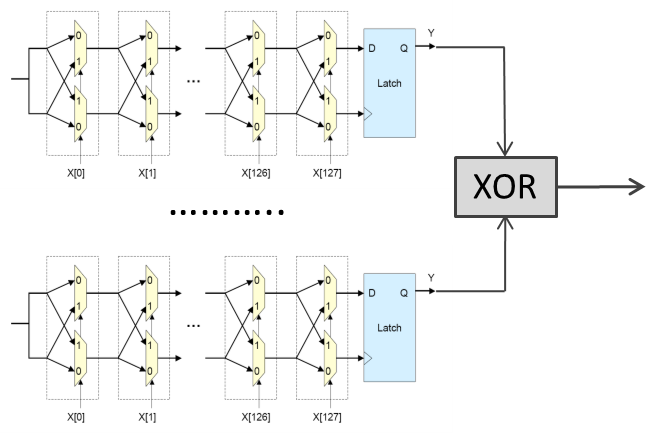 0 0 0 0 Y
D Q
1 1 ... 1 1
1 1 1 1 Latch
0 0 0 0
X[0] X[1] X[126] X[127]
XOR
............
0 0 0 0 Y
D Q
1 1 ... 1 1
1 1 1 1 Latch
0 0 0 0
X[0] X[1] X[126] X[127]